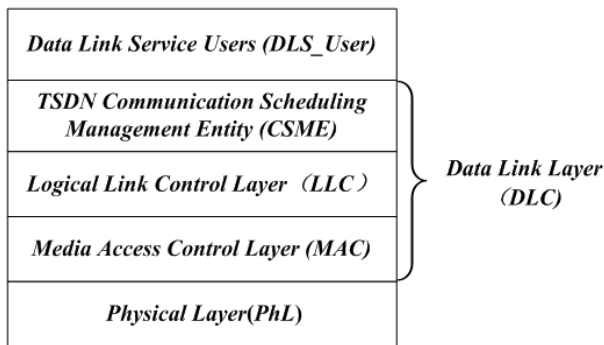 Data Link Service Users (DLS_User)
TSDN Communication Scheduling
Management Entity (CSME)
Logical Link Control Layer（LLC）
Media Access Control Layer (MAC)
Physical Layer(PhL)
Data Link Layer
（DLC)